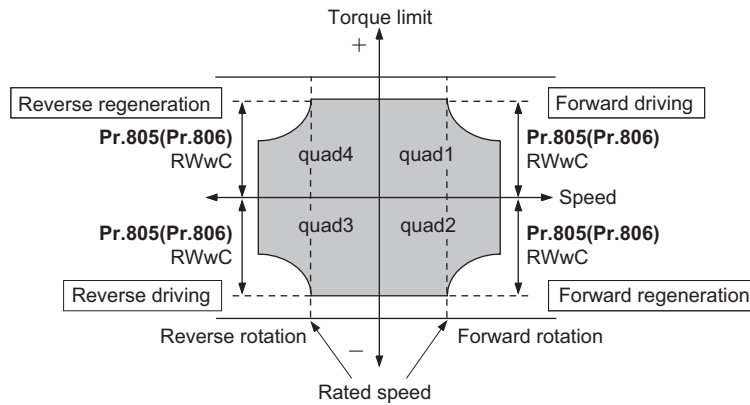 Torque limit
+
Reverse regeneration
Forward driving
Pr.805(Pr.806)
RWwC
quad4
quad1
Pr.805(Pr.806)
RWwC
Speed
Pr.805(Pr.806)
RWwC
quad3
quad2
Pr.805(Pr.806)
RWwC
Reverse driving
Forward regeneration
Reverse rotation
−
Forward rotation
Rated speed